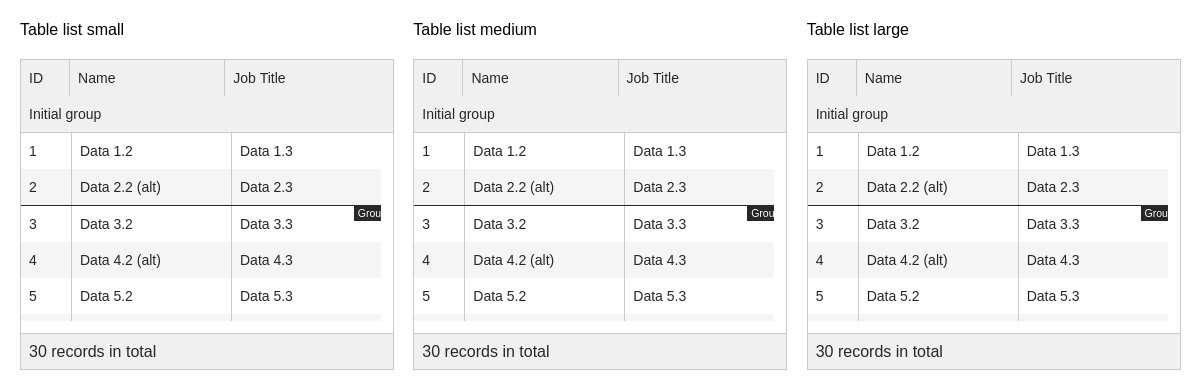 Table list small
ID Name Job Title
Initial group
1 Data 1.2 Data 1.3
2 Data 2.2 (alt) Data 2.3
Grou
3 Data 3.2 Data 3.3
4 Data 4.2 (alt) Data 4.3
5 Data 5.2 Data 5.3
30 records in total
Table list medium
ID Name Job Title
Initial group
1 Data 1.2 Data 1.3
2 Data 2.2 (alt) Data 2.3
Grou
3 Data 3.2 Data 3.3
4 Data 4.2 (alt) Data 4.3
5 Data 5.2 Data 5.3
30 records in total
Table list large
ID Name Job Title
Initial group
1 Data 1.2 Data 1.3
2 Data 2.2 (alt) Data 2.3
Grou
3 Data 3.2 Data 3.3
4 Data 4.2 (alt) Data 4.3
5 Data 5.2 Data 5.3
30 records in total